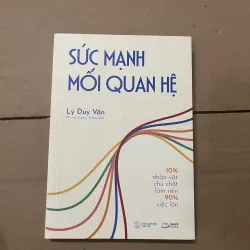 SỨC MẠNH
MỐI QUAN HỆ
Lý Duy Văn
10%
nhân vật
chủ chốt
làm nên
90%
việc lớn